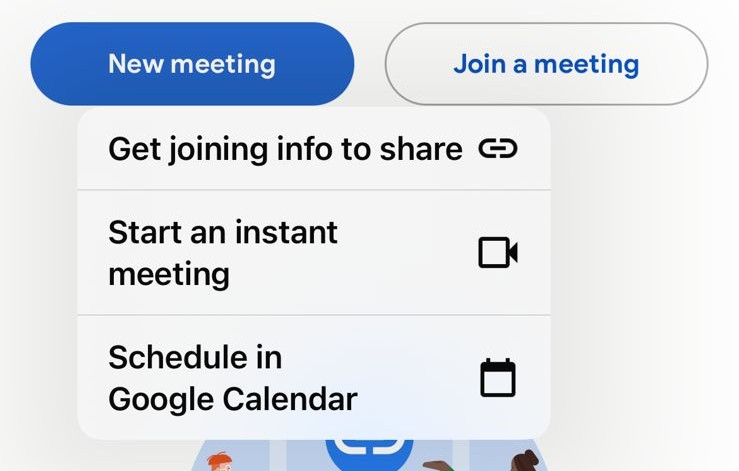 New meeting
Join a meeting
Get joining info to share
Start an instant
meeting
Schedule in
Google Calendar